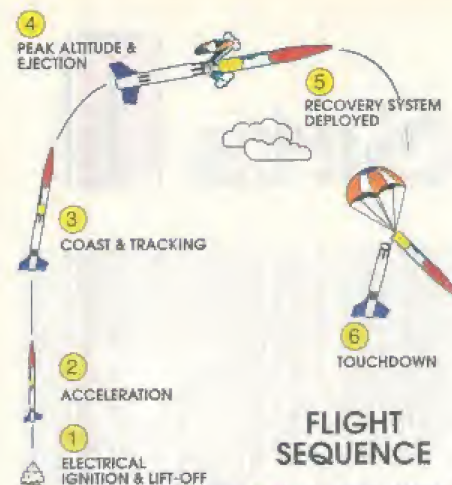 4
PEAK ALTITUDE &
EJECTION
5
RECOVERY SYSTEM
DEPLOYED
3
COAST & TRACKING
6
TOUCHDOWN
2
ACCELERATION
1
ELECTRICAL
IGNITION & LIFT-OFF
FLIGHT
SEQUENCE